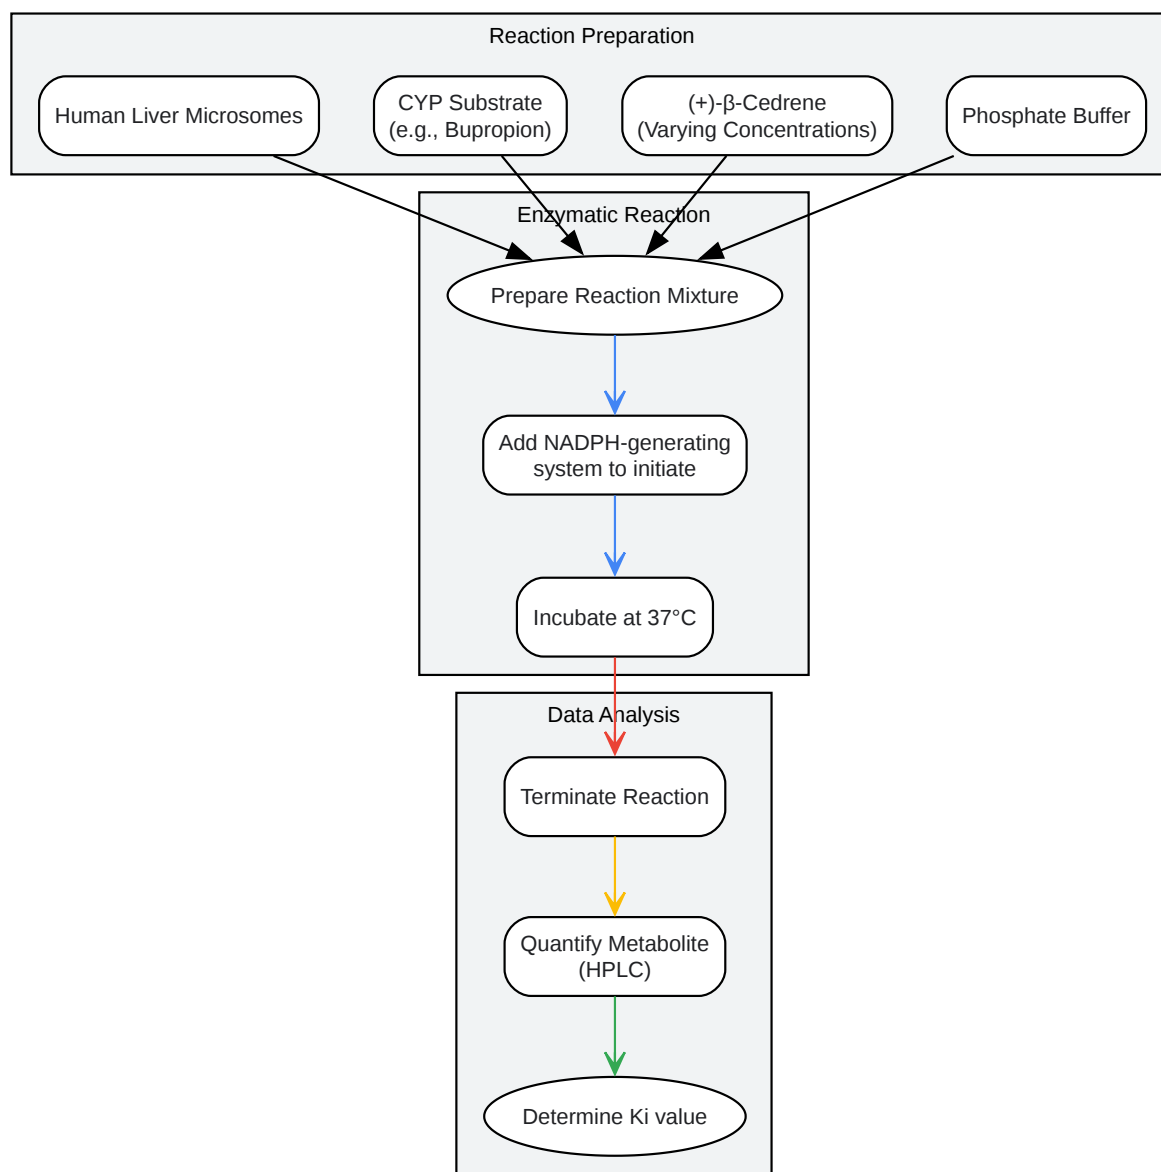 Reaction Preparation
Human Liver Microsomes
CYP Substrate
(e.g., Bupropion)
(+)-β-Cedrene
(Varying Concentrations)
Phosphate Buffer
Enzymatic Reaction
Prepare Reaction Mixture
Add NADPH-generating
system to initiate
Incubate at 37°C
Data Analysis
Terminate Reaction
Quantify Metabolite
(HPLC)
Determine Ki value